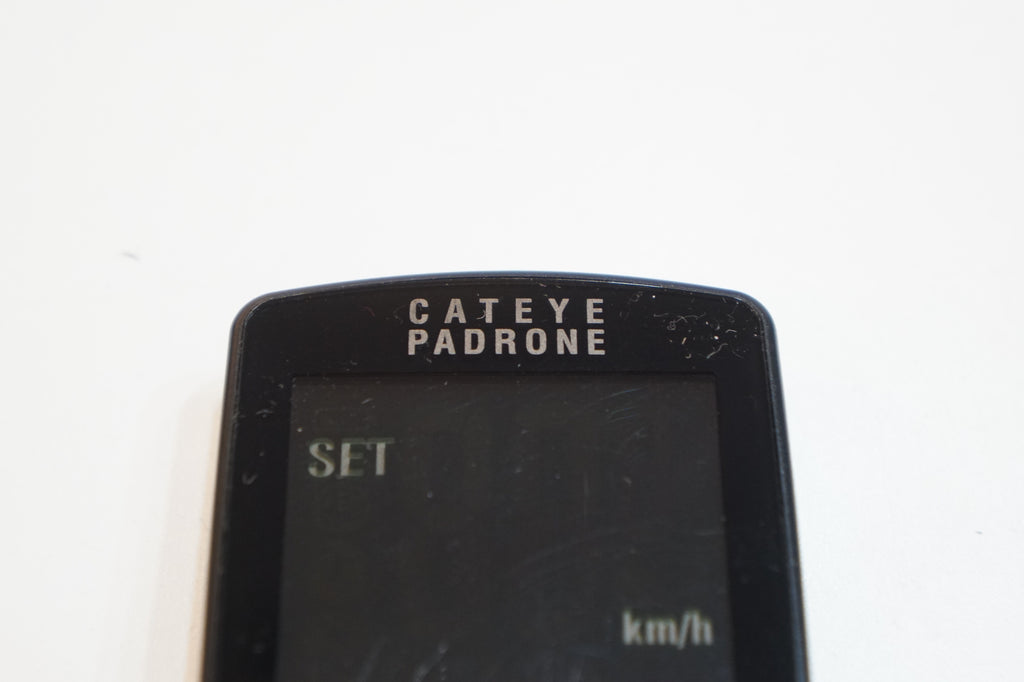 CATEYE
PADRONE
SET
km/h